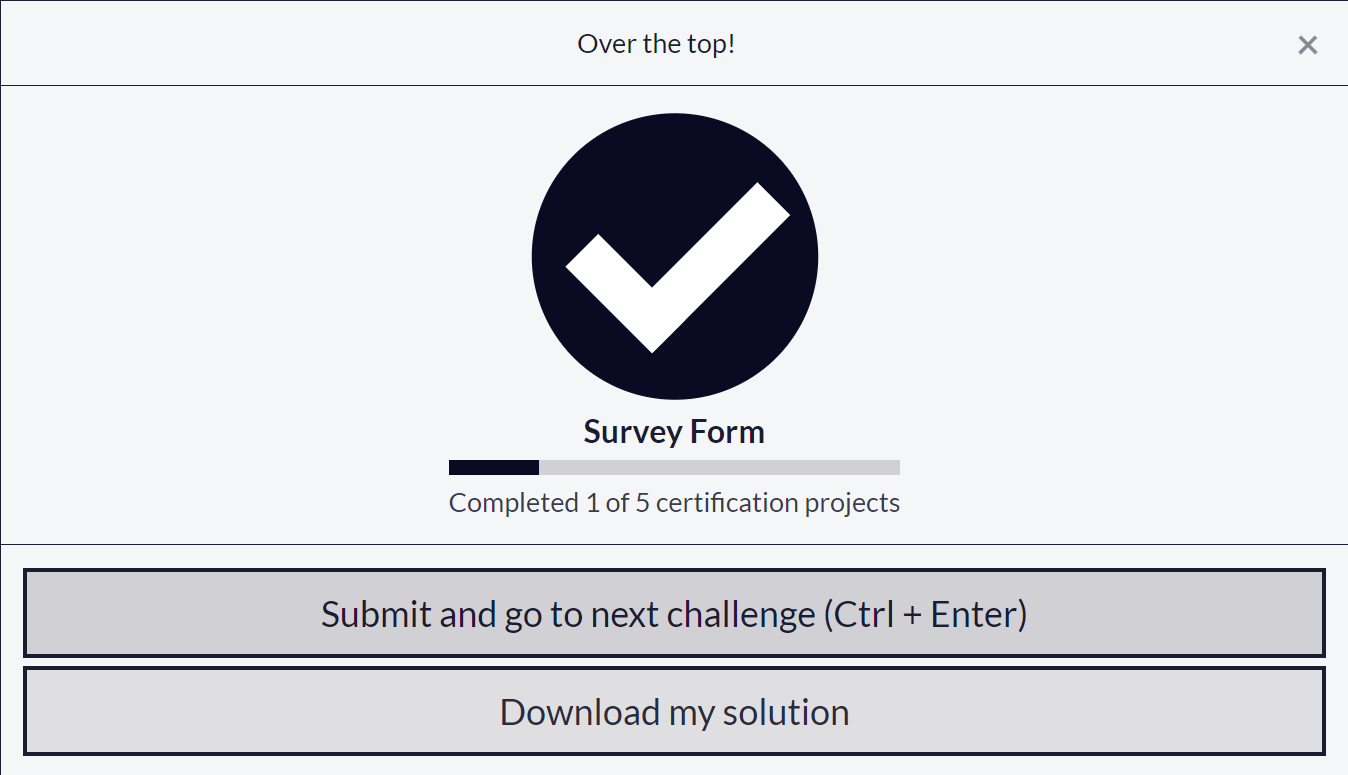 Over the top!
Survey Form
Completed 1 of 5 certification projects
Submit and go to next challenge (Ctrl + Enter)
Download my solution